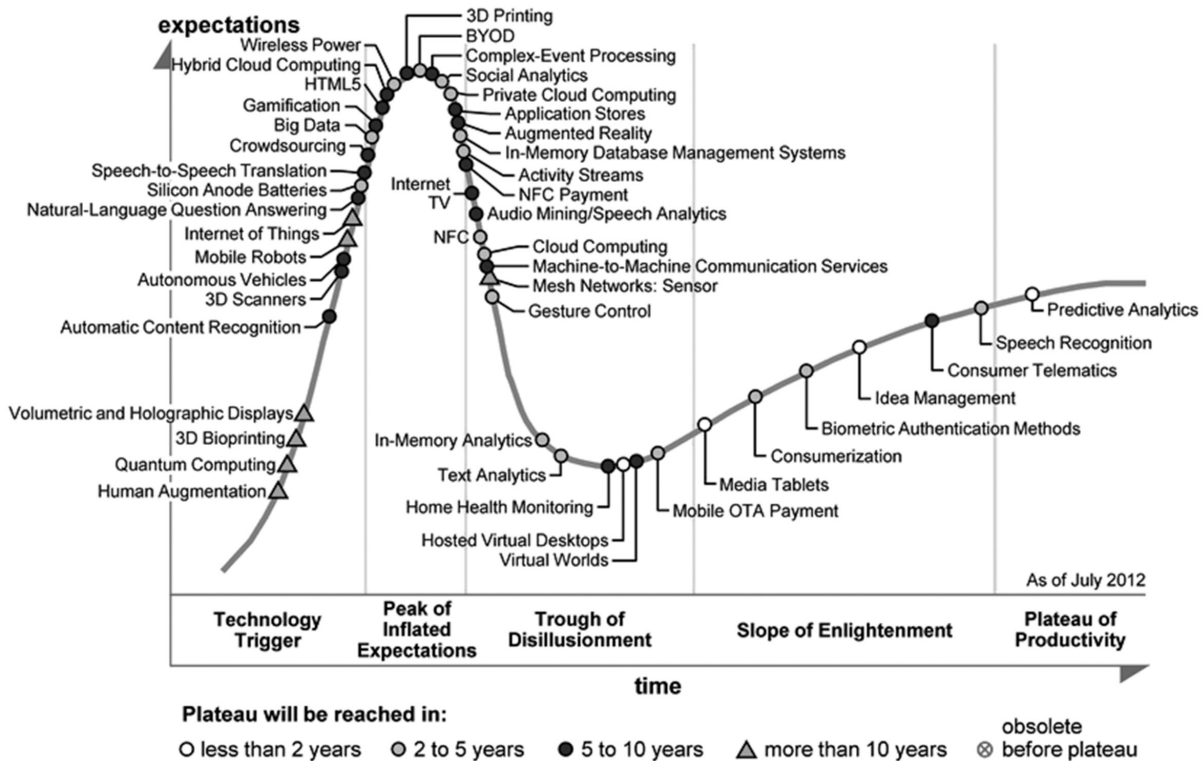 expectations
3D Printing
BYOD
Wireless Power
Complex-Event Processing
Hybrid Cloud Computing
Social Analytics
HTML5
Private Cloud Computing
Gamification
Application Stores
Big Data
Augmented Reality
Crowdsourcing
In-Memory Database Management Systems
Speech-to-Speech Translation
Activity Streams
Silicon Anode Batteries
NFC Payment
Internet
TV
Natural-Language Question Answering
Audio Mining/Speech Analytics
Internet of Things
NFC
Cloud Computing
Mobile Robots
Machine-to-Machine Communication Services
Autonomous Vehicles
Mesh Networks: Sensor
3D Scanners
Gesture Control
Automatic Content Recognition
Predictive Analytics
Speech Recognition
Consumer Telematics
Idea Management
Volumetric and Holographic Displays
Biometric Authentication Methods
3D Bioprinting
In-Memory Analytics
Consumerization
Quantum Computing
Text Analytics
Media Tablets
Human Augmentation
Home Health Monitoring
Mobile OTA Payment
Hosted Virtual Desktops
Virtual Worlds
As of July 2012
Technology
Trigger
Peak of
Inflated
Expectations
Trough of
Disillusionment
Slope of Enlightenment
Plateau of
Productivity
time
Plateau will be reached in:
less than 2 years
2 to 5 years
5 to 10 years
more than 10 years
obsolete
before plateau